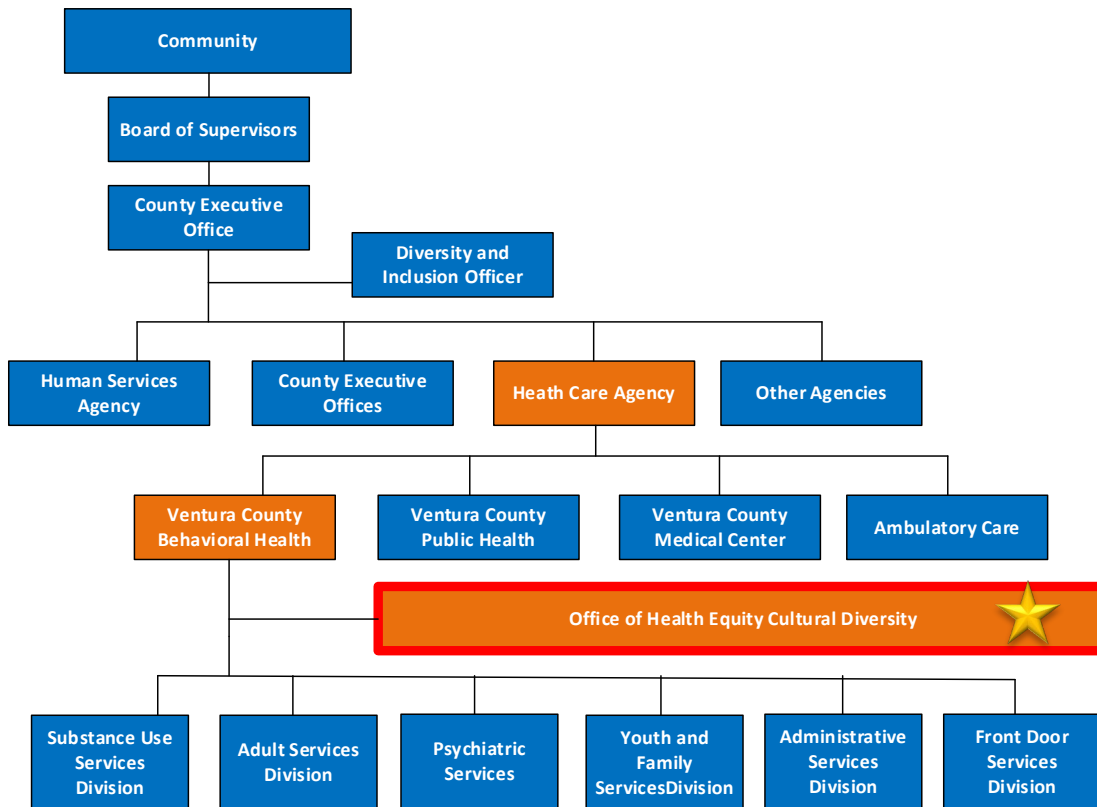 Community
Board of Supervisors
County Executive
Office
Diversity and
Inclusion Officer
Human Services
Agency
County Executive
Offices
Heath Care Agency
Other Agencies
Ventura County
Behavioral Health
Ventura County
Public Health
Ventura County
Medical Center
Ambulatory Care
Office of Health Equity Cultural Diversity
Substance Use
Services
Division
Adult Services
Division
Psychiatric
Services
Youth and
Family
ServicesDivision
Administrative
Services
Division
Front Door
Services
Division